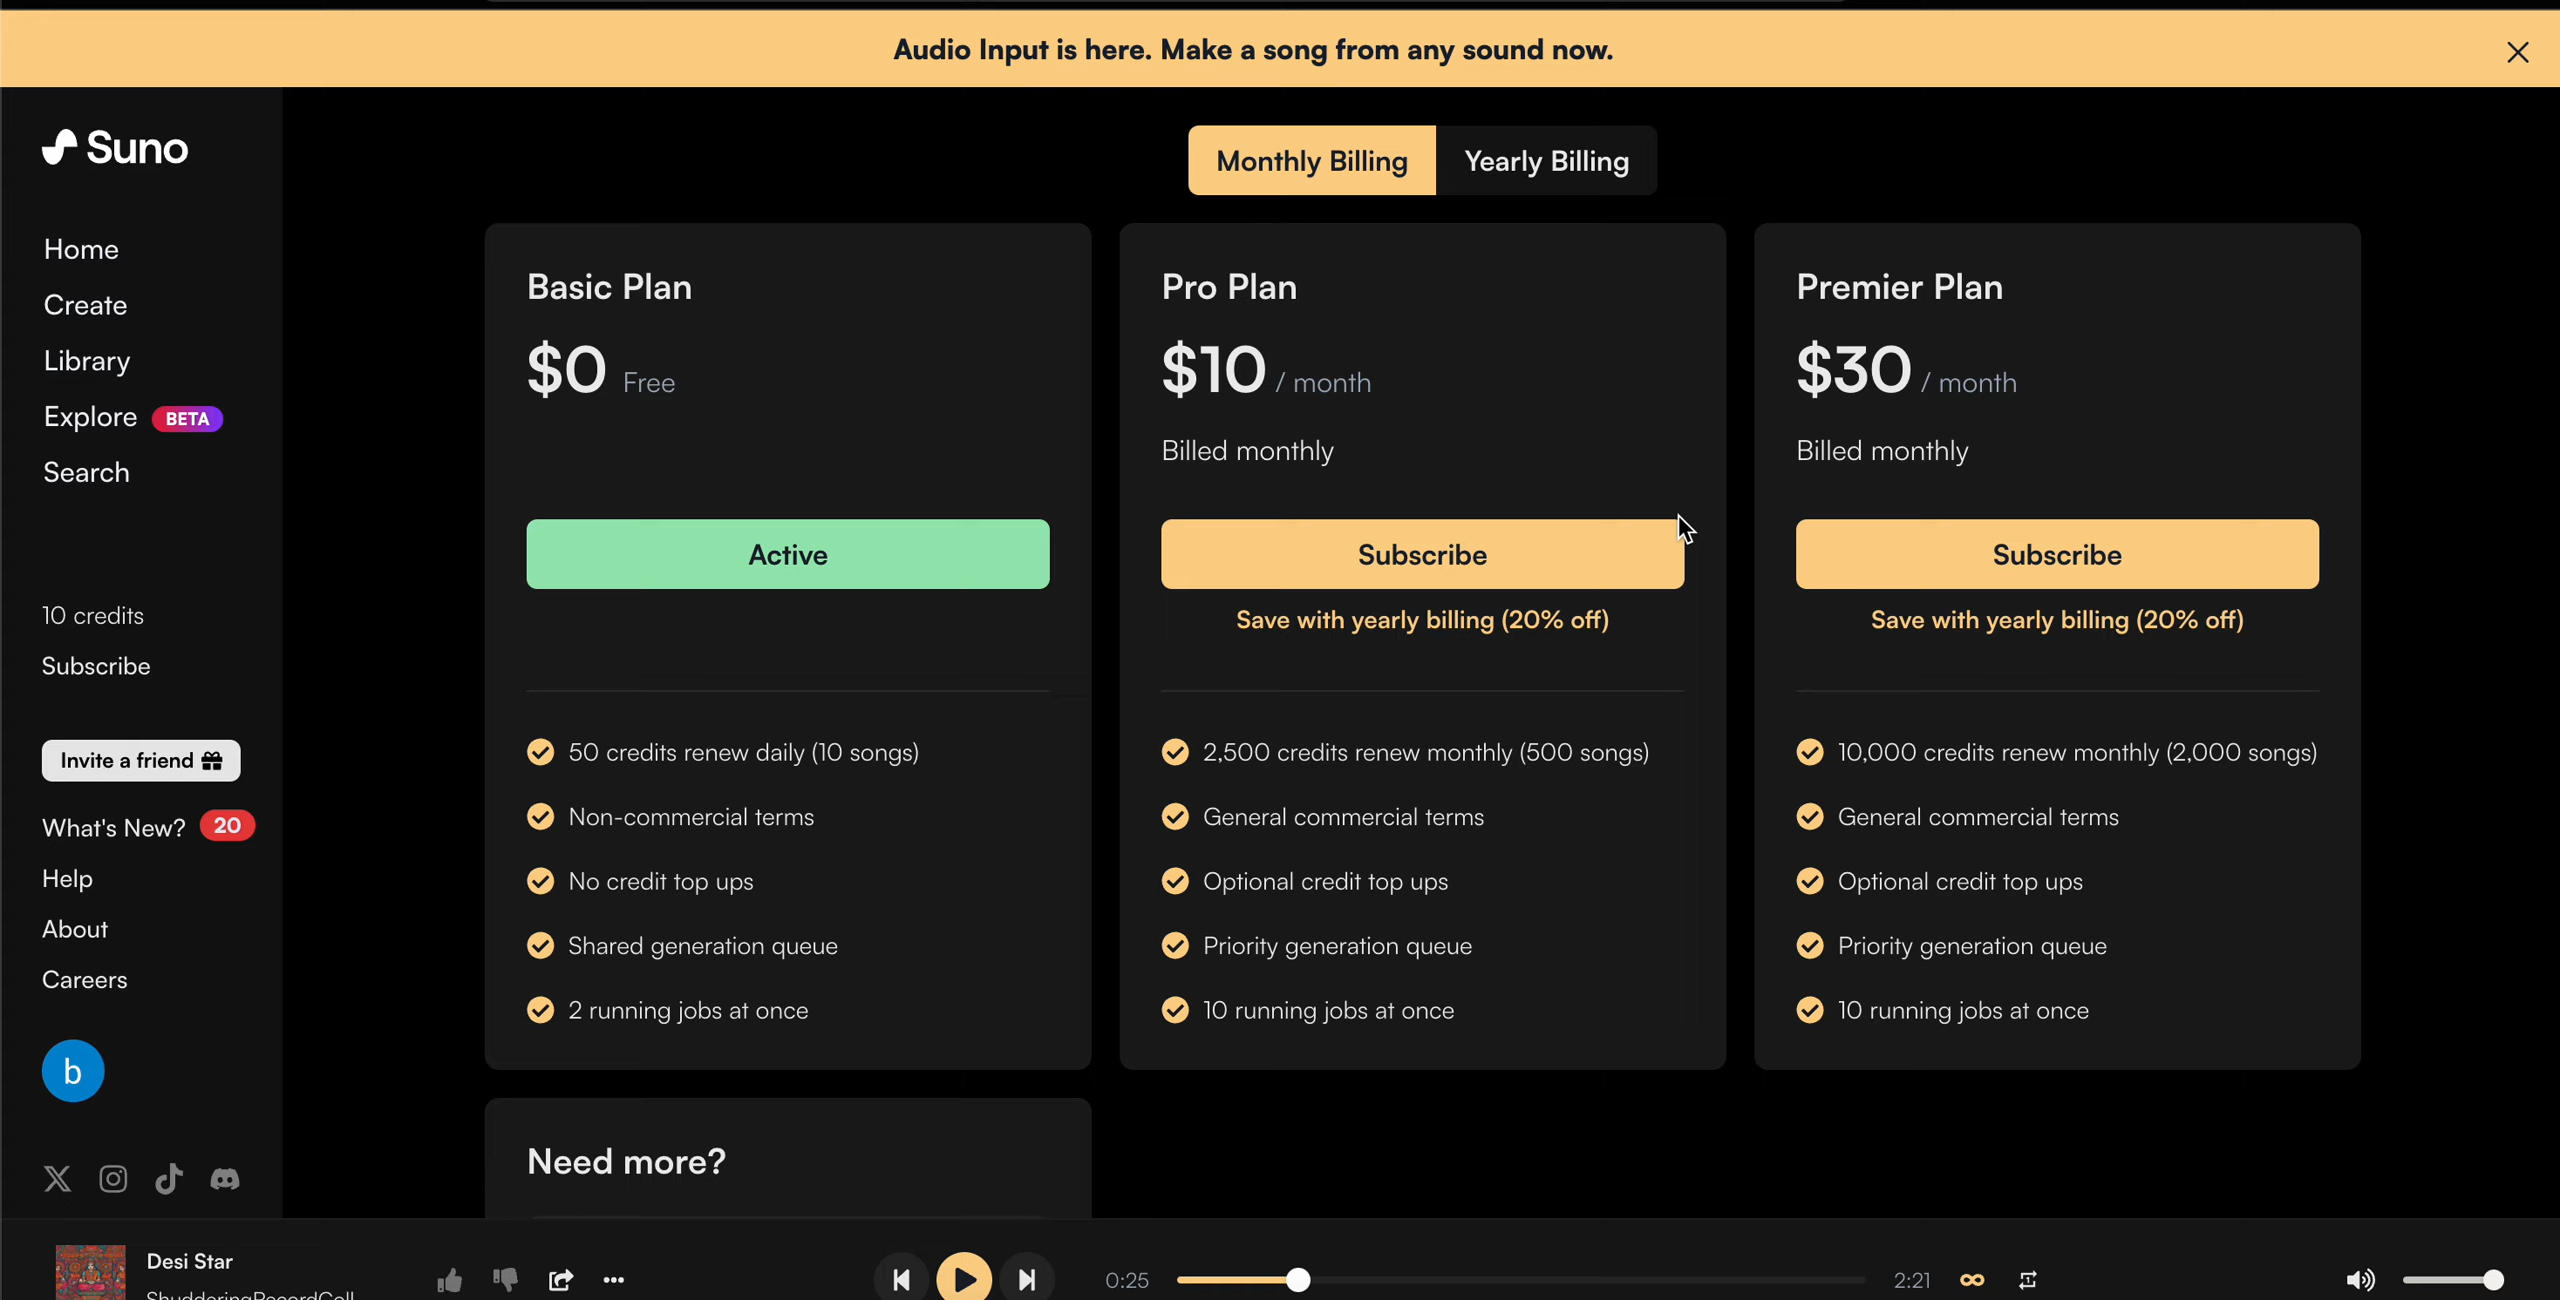 Audio Input is here. Make a song from any sound now.
Suno
Home
Create
Library
Explore BETA
Search
10 credits
Subscribe
Invite a friend
What's New? 20
Help
About
Careers
b
Monthly Billing
Yearly Billing
Basic Plan
$0 Free
Active
50 credits renew daily (10 songs)
Non-commercial terms
No credit top ups
Shared generation queue
2 running jobs at once
Pro Plan
$10 / month
Billed monthly
Subscribe
Save with yearly billing (20% off)
2,500 credits renew monthly (500 songs)
General commercial terms
Optional credit top ups
Priority generation queue
10 running jobs at once
Premier Plan
$30 / month
Billed monthly
Subscribe
Save with yearly billing (20% off)
10,000 credits renew monthly (2,000 songs)
General commercial terms
Optional credit top ups
Priority generation queue
10 running jobs at once
Need more?
Desi Star
0:25
2:21